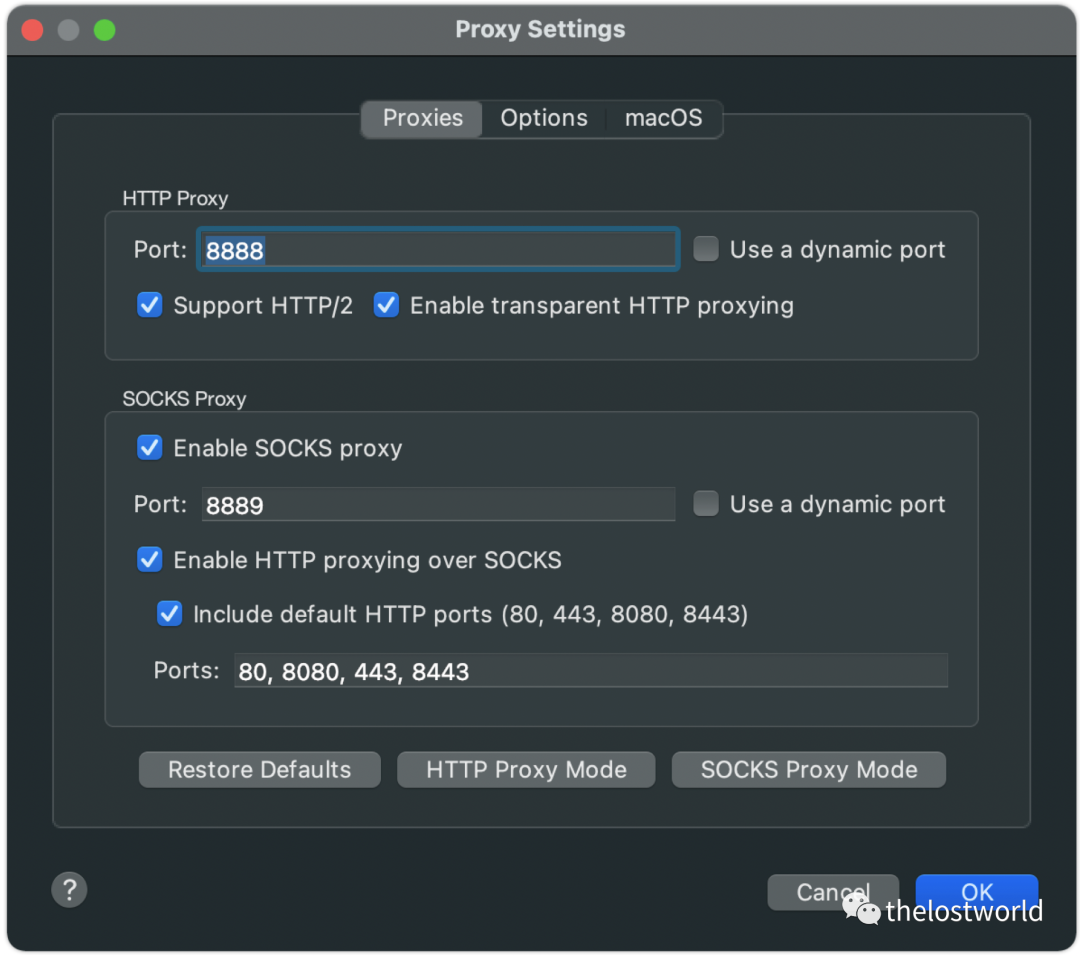 Proxy Settings
Proxies Options macOS
HTTP Proxy
Port: 8888 Use a dynamic port
Support HTTP/2 Enable transparent HTTP proxying
SOCKS Proxy
Enable SOCKS proxy
Port: 8889 Use a dynamic port
Enable HTTP proxying over SOCKS
Include default HTTP ports (80, 443, 8080, 8443)
Ports: 80, 8080, 443, 8443
Restore Defaults HTTP Proxy Mode SOCKS Proxy Mode
? Cancel OK
thelostworld